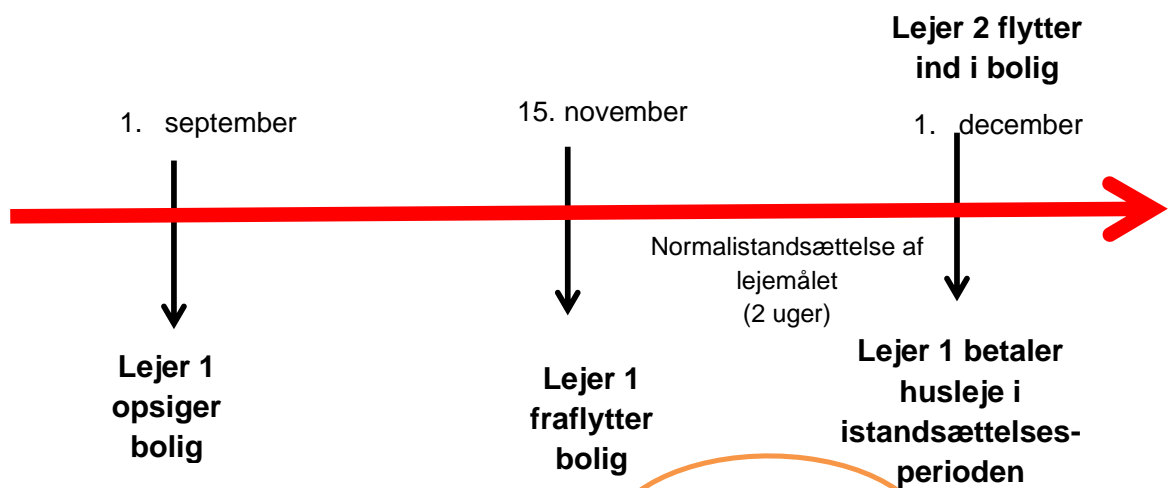 Lejer 2 flytter
ind i bolig
1. september
15. november
1. december
Normalistandsættelse af
lejemålet
(2 uger)
Lejer 1
opsiger
bolig
Lejer 1
fraflytter
bolig
Lejer 1 betaler
husleje i
istandsættelses-
perioden